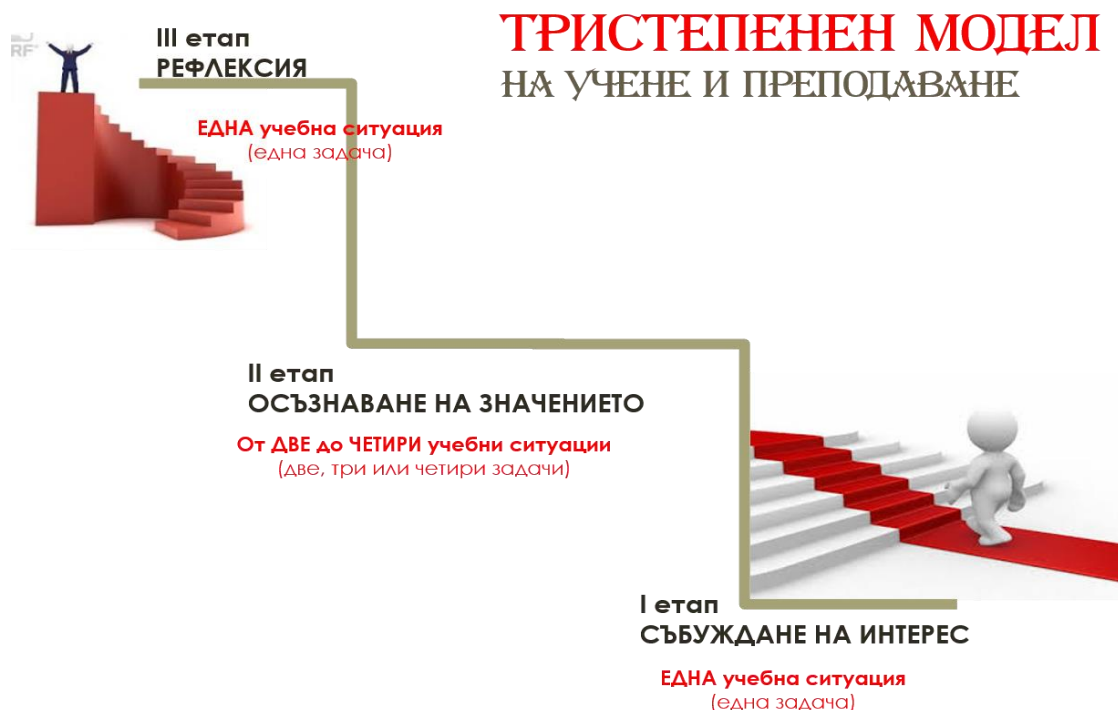 ТРИСТЕПЕНЕН МОДЕЛ
НА УЧЕНЕ И ПРЕПОДАВАНЕ
III етап
РЕФЛЕКСИЯ
ЕДНА учебна ситуация
(една задача)
II етап
ОСЪЗНАВАНЕ НА ЗНАЧЕНИЕТО
От ДВЕ до ЧЕТИРИ учебни ситуации
(две, три или четири задачи)
I етап
СЪБУЖДАНЕ НА ИНТЕРЕС
ЕДНА учебна ситуация
(една задача)